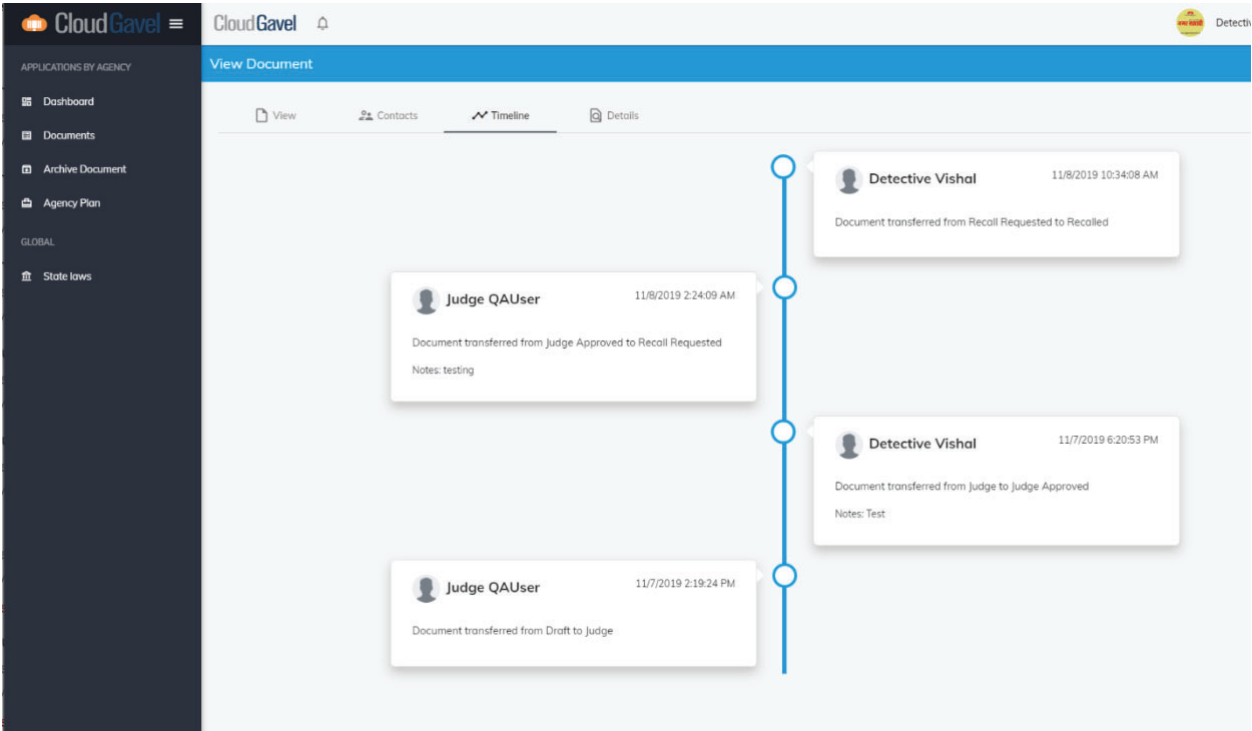 CloudGavel
CloudGavel
Detectiv
APPLICATIONS BY AGENCY
Dashboard
Documents
Archive Document
Agency Plan
GLOBAL
State laws
View Document
View
Contacts
Timeline
Details
Detective Vishal
11/8/2019 10:34:08 AM
Document transferred from Recall Requested to Recalled
Judge QAUser
11/8/2019 2:24:09 AM
Document transferred from Judge Approved to Recall Requested
Notes: testing
Detective Vishal
11/7/2019 6:20:53 PM
Document transferred from Judge to Judge Approved
Notes: Test
Judge QAUser
11/7/2019 2:19:24 PM
Document transferred from Draft to Judge